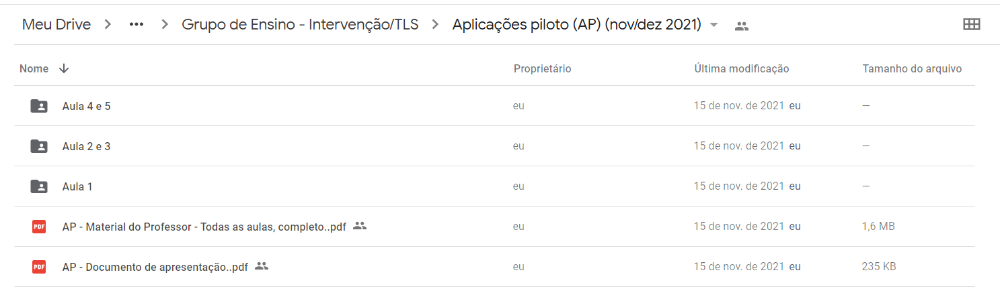 Meu Drive > ••• > Grupo de Ensino - Intervenção/TLS > Aplicações piloto (AP) (nov/dez 2021)
Nome Proprietário Última modificação Tamanho do arquivo
Aula 4 e 5 eu 15 de nov. de 2021 eu —
Aula 2 e 3 eu 15 de nov. de 2021 eu —
Aula 1 eu 15 de nov. de 2021 eu —
PDF AP - Material do Professor - Todas as aulas, completo..pdf eu 15 de nov. de 2021 eu 1,6 MB
PDF AP - Documento de apresentação..pdf eu 15 de nov. de 2021 eu 235 KB